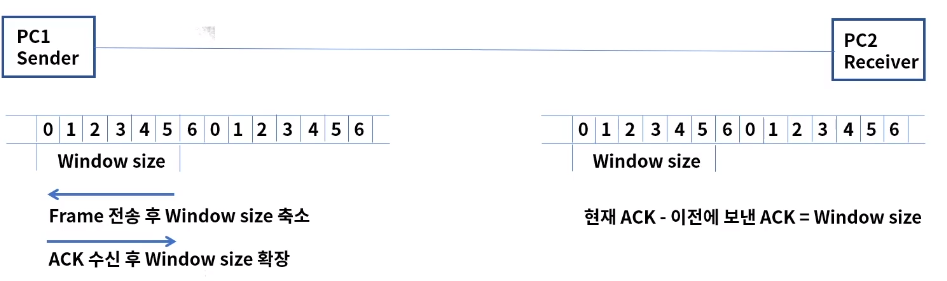 PC1
Sender
PC2
Receiver
0 1 2 3 4 5 6 0 1 2 3 4 5 6
0 1 2 3 4 5 6 0 1 2 3 4 5 6
Window size
Window size
Frame 전송 후 Window size 축소
현재 ACK - 이전에 보낸 ACK = Window size
ACK 수신 후 Window size 확장